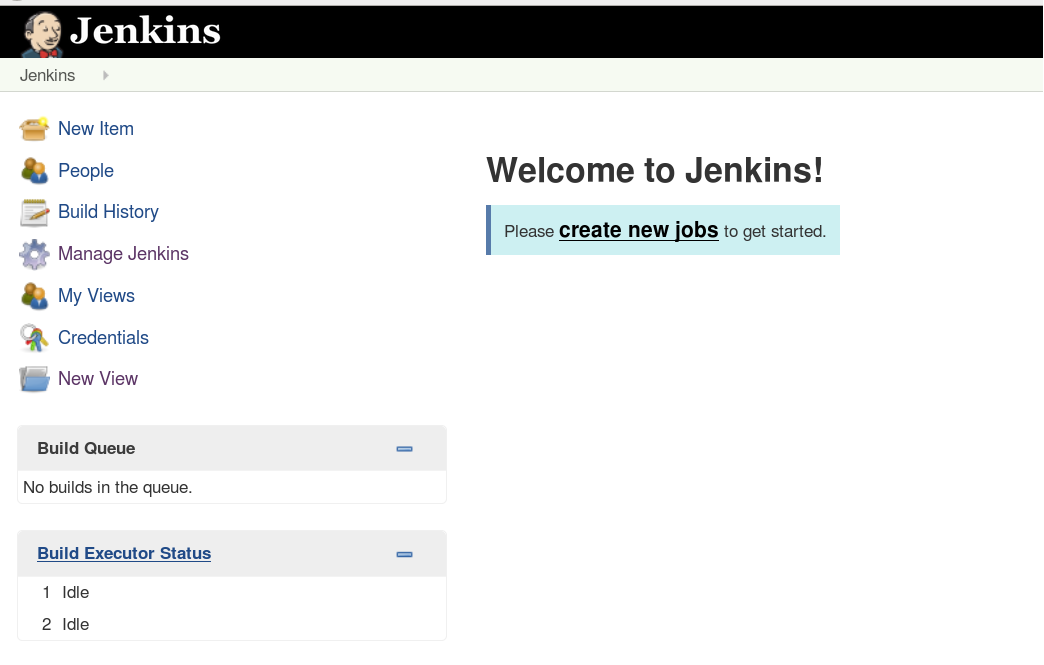 Jenkins
Jenkins
New Item
People
Build History
Manage Jenkins
My Views
Credentials
New View
Welcome to Jenkins!
Please create new jobs to get started.
Build Queue
No builds in the queue.
Build Executor Status
1 Idle
2 Idle